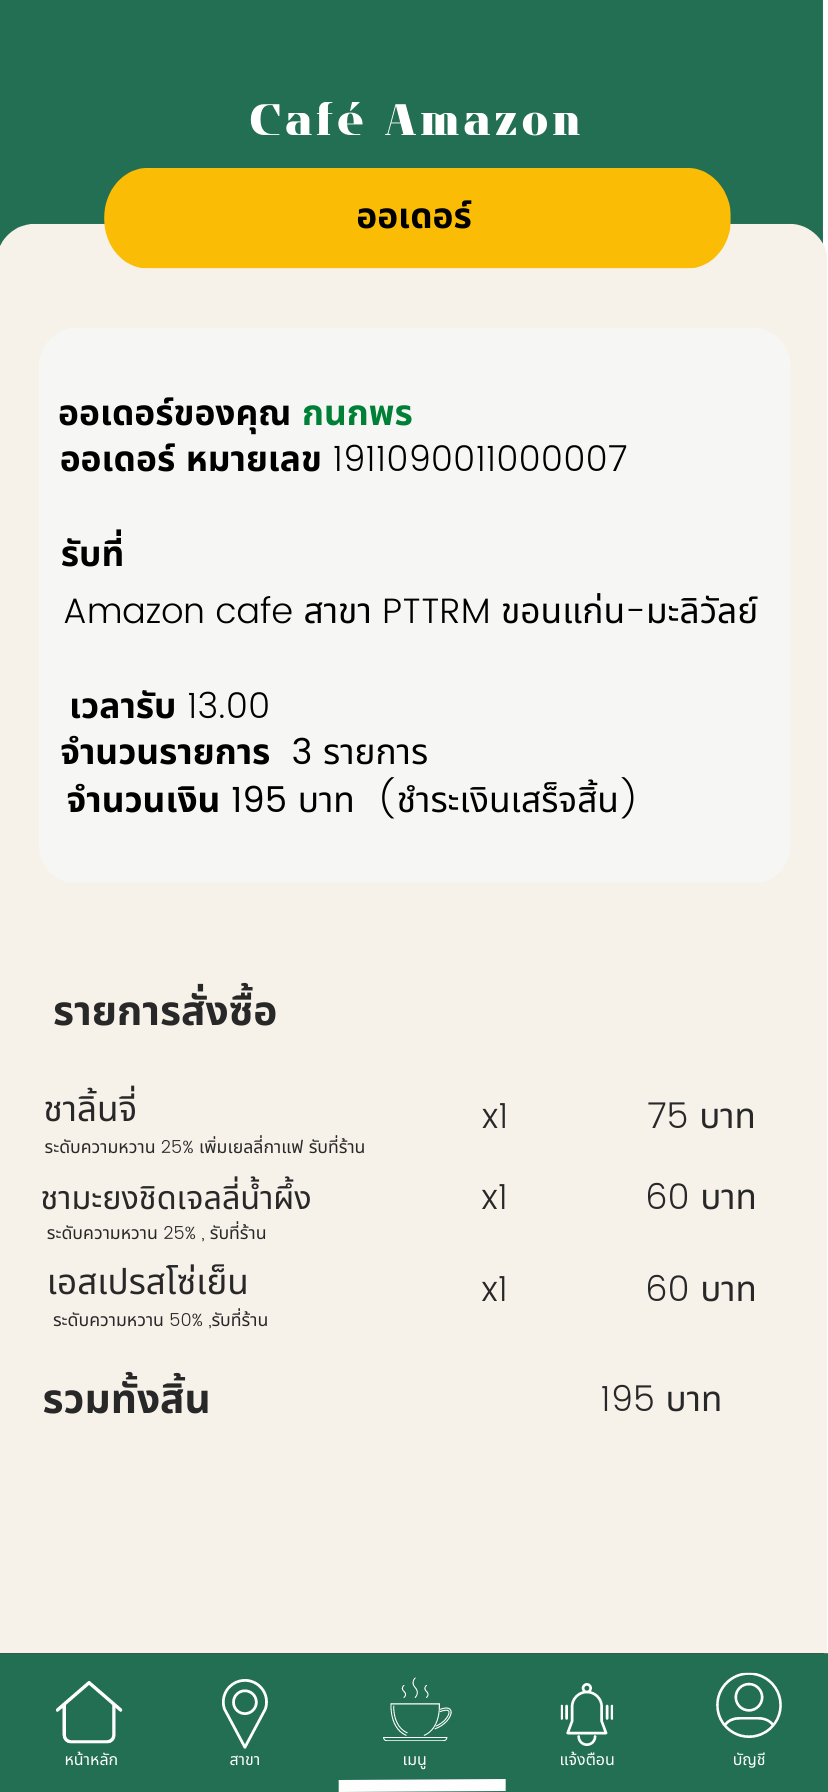 Café Amazon
ออเดอร์
ออเดอร์ของคุณ กนกพร
ออเดอร์ หมายเลข 1911090011000007
รับที่
Amazon cafe สาขา PTTRM ขอนแก่น-มะลิวัลย์
เวลารับ 13.00
จำนวนรายการ 3 รายการ
จำนวนเงิน 195 บาท (ชำระเงินเสร็จสิ้น)
รายการสั่งซื้อ
ชาลิ้นจี่ x1 75 บาท
ระดับความหวาน 25% เพิ่มเยลลี่กาแฟ รับที่ร้าน
ชามะยงชิดเจลลี่น้ำผึ้ง x1 60 บาท
ระดับความหวาน 25% , รับที่ร้าน
เอสเปรสโซ่เย็น x1 60 บาท
ระดับความหวาน 50% ,รับที่ร้าน
รวมทั้งสิ้น 195 บาท
หน้าหลัก สาขา เมนู แจ้งตือน บัญชี